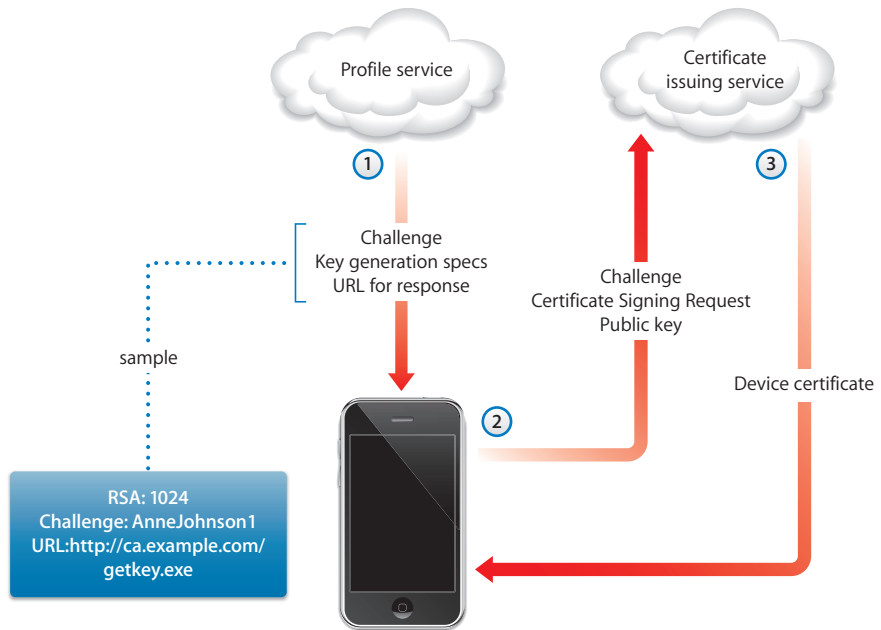 Profile service
Certificate
issuing service
1
3
Challenge
Key generation specs
URL for response
Challenge
Certificate Signing Request
Public key
sample
Device certificate
2
RSA: 1024
Challenge: AnneJohnson1
URL:http://ca.example.com/
getkey.exe